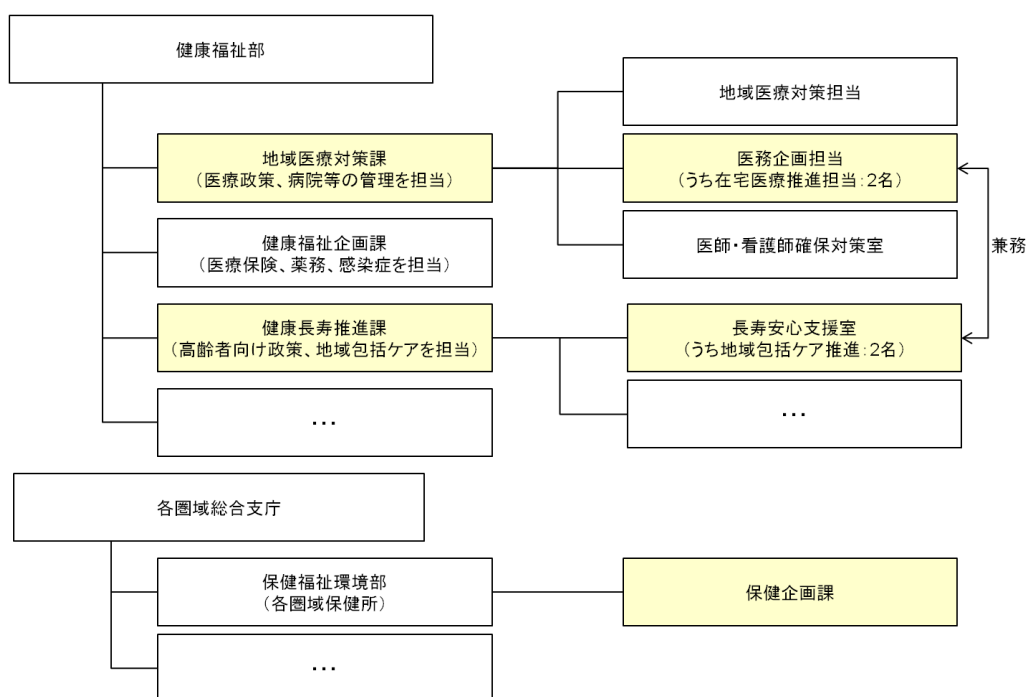 健康福祉部
地域医療対策課
（医療政策、病院等の管理を担当）
健康福祉企画課
（医療保険、薬務、感染症を担当）
健康長寿推進課
（高齢者向け政策、地域包括ケアを担当）
…
地域医療対策担当
医務企画担当
（うち在宅医療推進担当：2名）
医師・看護師確保対策室
兼務
長寿安心支援室
（うち地域包括ケア推進：2名）
…
各圏域総合支庁
保健福祉環境部
（各圏域保健所）
…
保健企画課